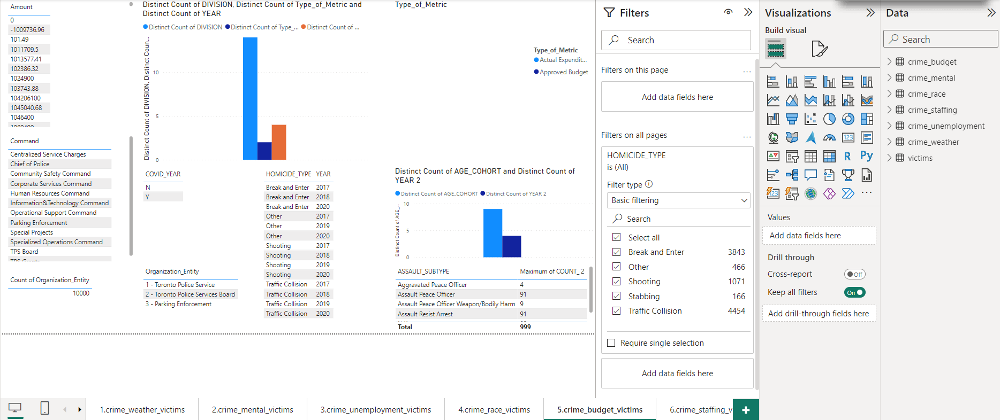 Amount
0
-1009736.96
101.49
1011709.5
1013577.41
102386.32
1024900
103743.88
104206100
1045040.68
1046400
1060400
Command
Centralized Service Charges
Chief of Police
Community Safety Command
Corporate Services Command
Human Resources Command
Information&Technology Command
Operational Support Command
Parking Enforcement
Special Projects
Specialized Operations Command
TPS Board
TPS Grants
Count of Organization_Entity
10000
Distinct Count of DIVISION, Distinct Count of Type_of_Metric and
Distinct Count of YEAR
Distinct Count of DIVISION Distinct Count of Type_... Distinct Count of ...
Distinct Count of DIVISION, Distinct Coun...
10
5
0
COVID_YEAR
N
Y
Organization_Entity
1 - Toronto Police Service
2 - Toronto Police Services Board
3 - Parking Enforcement
HOMICIDE_TYPE YEAR
Break and Enter 2017
Break and Enter 2018
Break and Enter 2020
Other 2017
Other 2019
Other 2020
Shooting 2017
Shooting 2018
Shooting 2019
Shooting 2020
Traffic Collision 2017
Traffic Collision 2018
Traffic Collision 2019
Traffic Collision 2020
Type_of_Metric
Type_of_Metric
Actual Expendit...
Approved Budget
Distinct Count of AGE_COHORT and Distinct Count of
YEAR 2
Distinct Count of AGE_COHORT Distinct Count of YEAR 2
Distinct Count of AGE_...
10
5
0
ASSAULT_SUBTYPE Maximum of COUNT_ 2
Aggravated Peace Officer 4
Assault Peace Officer 91
Assault Peace Officer Weapon/Bodily Harm 9
Assault Resist Arrest 91
Total 999
Filters
Search
Filters on this page ...
Add data fields here
Filters on all pages ...
HOMICIDE_TYPE
is (All)
Filter type
Basic filtering
Search
Select all
Break and Enter 3843
Other 466
Shooting 1071
Stabbing 166
Traffic Collision 4454
Require single selection
Add data fields here
Visualizations
Build visual
123
R Py
123
...
Values
Add data fields here
Drill through
Cross-report Off
Keep all filters On
Add drill-through fields here
Data
Search
crime_budget
crime_mental
crime_race
crime_staffing
crime_unemployment
crime_weather
victims
1.crime_weather_victims
2.crime_mental_victims
3.crime_unemployment_victims
4.crime_race_victims
5.crime_budget_victims
6.crime_staffing_v
+